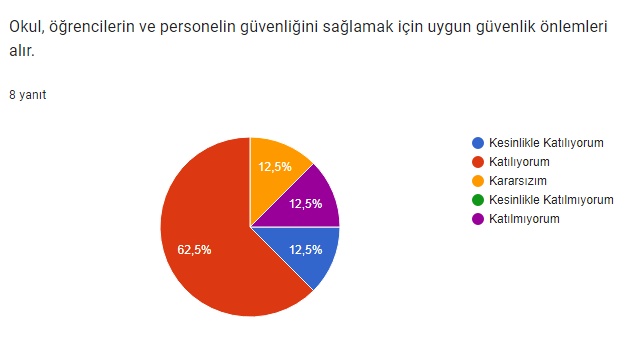 Okul, öğrencilerin ve personelin güvenliğini sağlamak için uygun güvenlik önlemleri
alır.
8 yanıt
12,5%
12,5%
62,5%
12,5%
Kesinlikle Katılıyorum
Katılıyorum
Kararsızım
Kesinlikle Katılmıyorum
Katılmıyorum